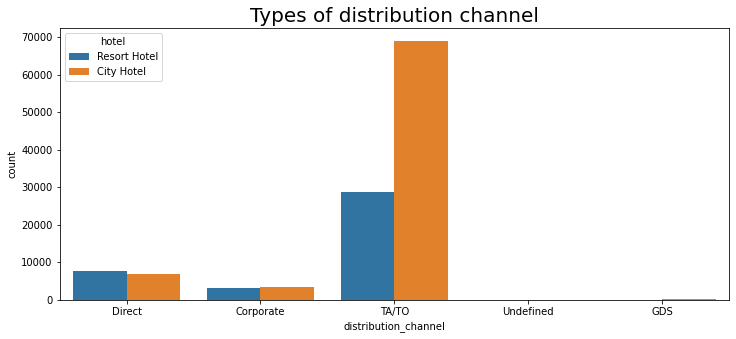 Types of distribution channel
hotel
Resort Hotel
City Hotel
count
70000
60000
50000
40000
30000
20000
10000
0
Direct Corporate TA/TO Undefined GDS
distribution_channel